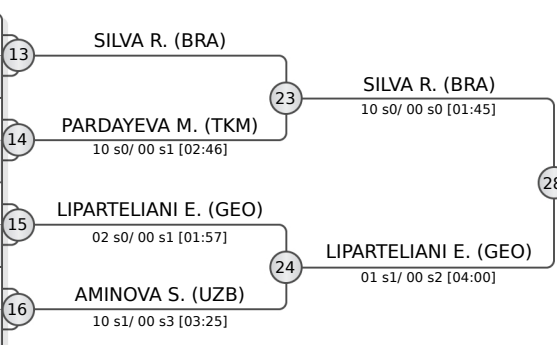 13
SILVA R. (BRA)
23
SILVA R. (BRA)
10 s0/ 00 s0 [01:45]
14
PARDAYEVA M. (TKM)
10 s0/ 00 s1 [02:46]
28
15
LIPARTELIANI E. (GEO)
02 s0/ 00 s1 [01:57]
24
LIPARTELIANI E. (GEO)
01 s1/ 00 s2 [04:00]
16
AMINOVA S. (UZB)
10 s1/ 00 s3 [03:25]